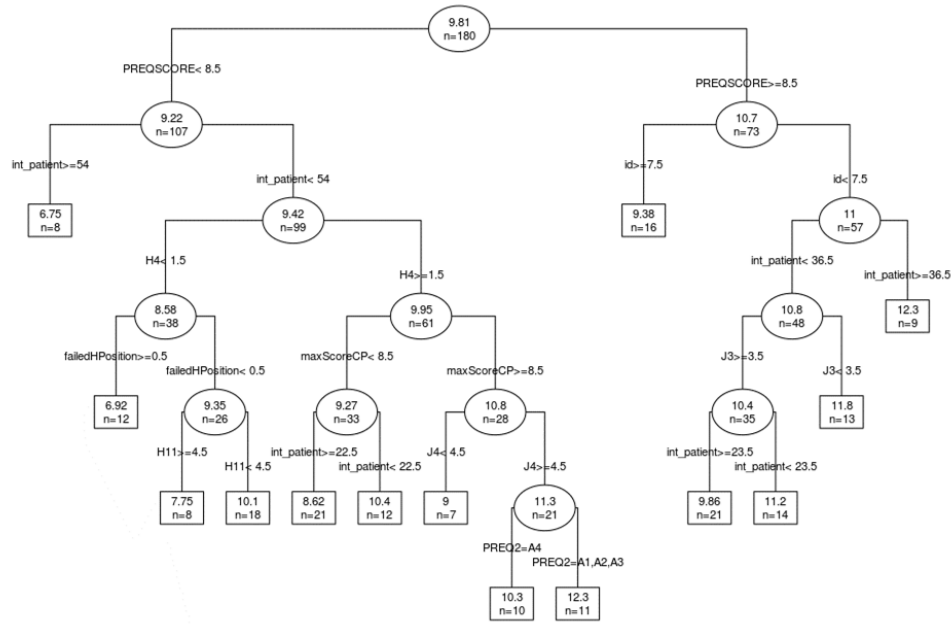 9.81
n=180
PREQSCORE< 8.5
PREQSCORE>=8.5
9.22
n=107
10.7
n=73
int_patient>=54
int_patient< 54
id>=7.5
id< 7.5
6.75
n=8
9.42
n=99
9.38
n=16
11
n=57
H4< 1.5
H4>=1.5
int_patient< 36.5
int_patient>=36.5
8.58
n=38
9.95
n=61
10.8
n=48
12.3
n=9
failedHPosition>=0.5
failedHPosition< 0.5
maxScoreCP< 8.5
maxScoreCP>=8.5
J3>=3.5
J3< 3.5
6.92
n=12
9.35
n=26
9.27
n=33
10.8
n=28
10.4
n=35
11.8
n=13
H11>=4.5
H11< 4.5
int_patient>=22.5
int_patient< 22.5
J4< 4.5
J4>=4.5
int_patient>=23.5
int_patient< 23.5
7.75
n=8
10.1
n=18
8.62
n=21
10.4
n=12
9
n=7
11.3
n=21
9.86
n=21
11.2
n=14
PREQ2=A4
PREQ2=A1,A2,A3
10.3
n=10
12.3
n=11